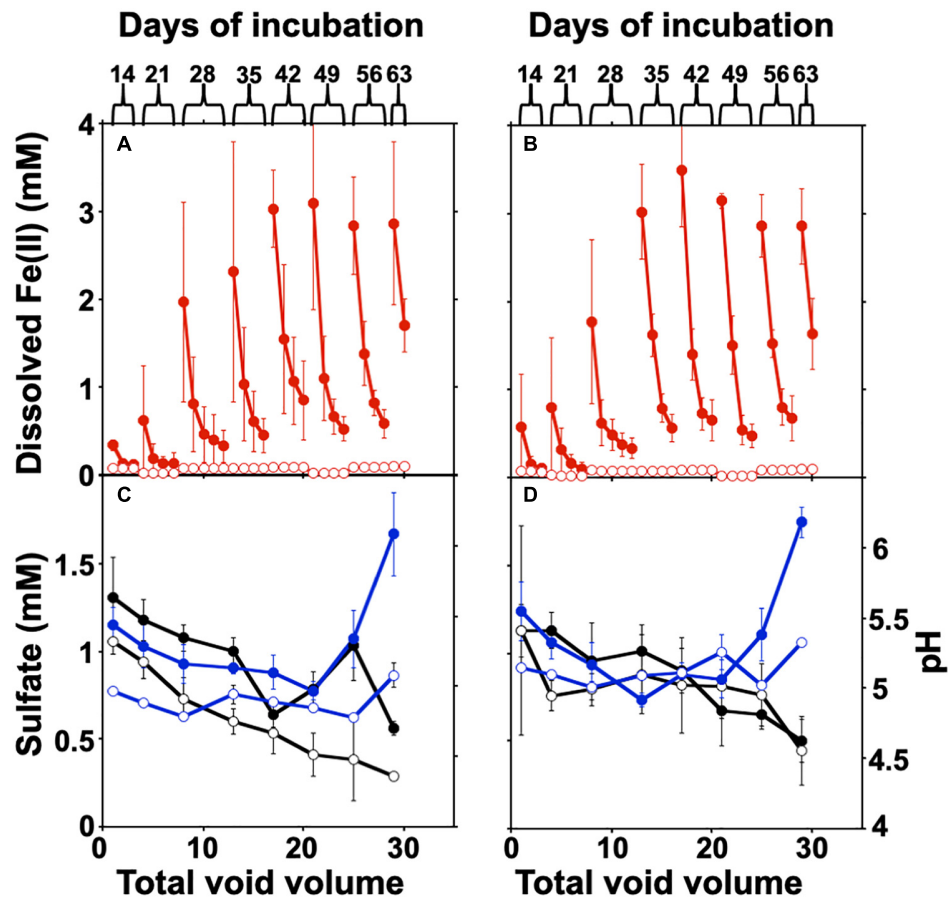 Days of incubation
Days of incubation
14 21 28 35 42 49 56 63
14 21 28 35 42 49 56 63
A
B
Dissolved Fe(II) (mM)
4
3
2
1
0
C
D
Sulfate (mM)
1.5
1
0.5
0
pH
6
5.5
5
4.5
4
0 10 20 30
0 10 20 30
Total void volume
Total void volume